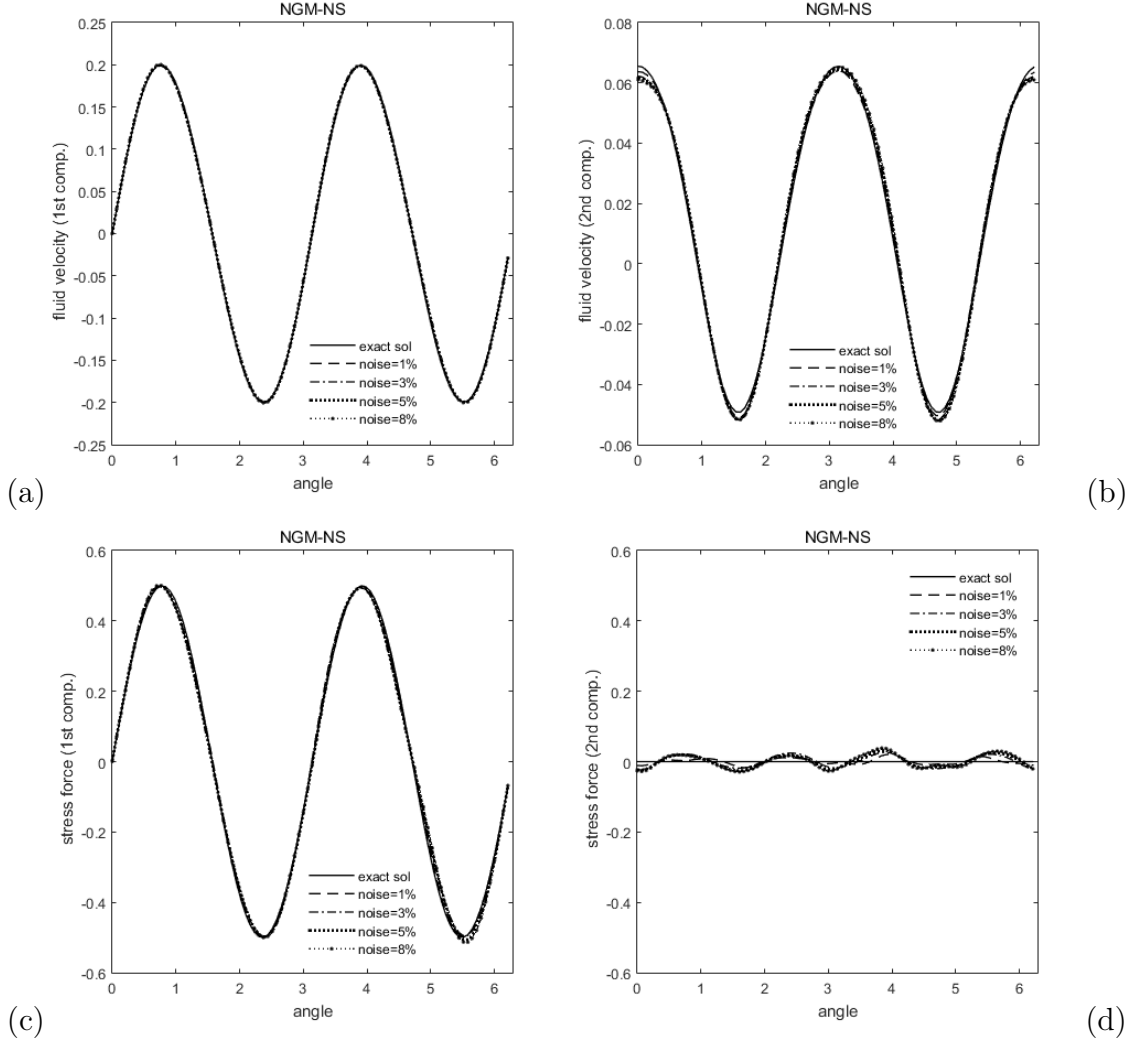 NGM-NS
0.25
0.2
0.15
0.1
0.05
0
-0.05
-0.1
-0.15
-0.2
-0.25
fluid velocity (1st comp.)
exact sol
noise=1%
noise=3%
noise=5%
noise=8%
0 1 2 3 4 5 6
angle
(a)
NGM-NS
0.08
0.06
0.04
0.02
0
-0.02
-0.04
-0.06
fluid velocity (2nd comp.)
exact sol
noise=1%
noise=3%
noise=5%
noise=8%
0 1 2 3 4 5 6
angle
(b)
NGM-NS
0.6
0.4
0.2
0
-0.2
-0.4
-0.6
stress force (1st comp.)
exact sol
noise=1%
noise=3%
noise=5%
noise=8%
0 1 2 3 4 5 6
angle
(c)
NGM-NS
0.6
0.4
0.2
0
-0.2
-0.4
-0.6
stress force (2nd comp.)
exact sol
noise=1%
noise=3%
noise=5%
noise=8%
0 1 2 3 4 5 6
angle
(d)